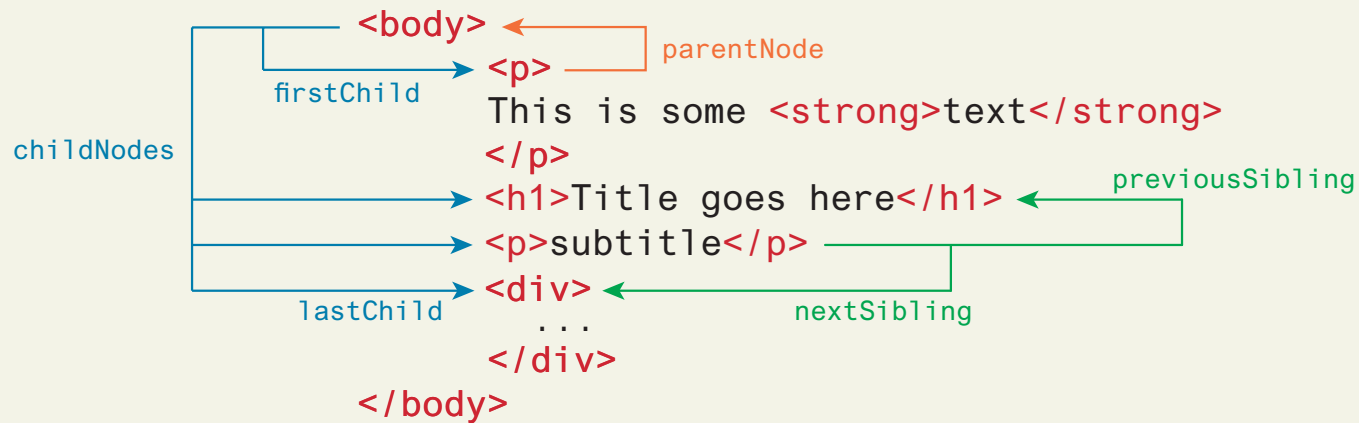 <body>
parentNode
<p>
firstChild
This is some <strong>text</strong>
childNodes
</p>
<h1>Title goes here</h1>
previousSibling
<p>subtitle</p>
<div>
lastChild
nextSibling
...
</div>
</body>